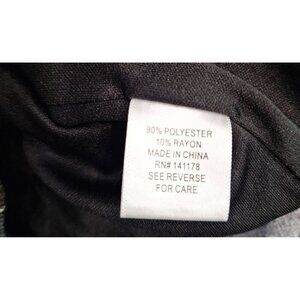 90% POLYESTER
10% RAYON
MADE IN CHINA
RN# 141178
SEE REVERSE
FOR CARE